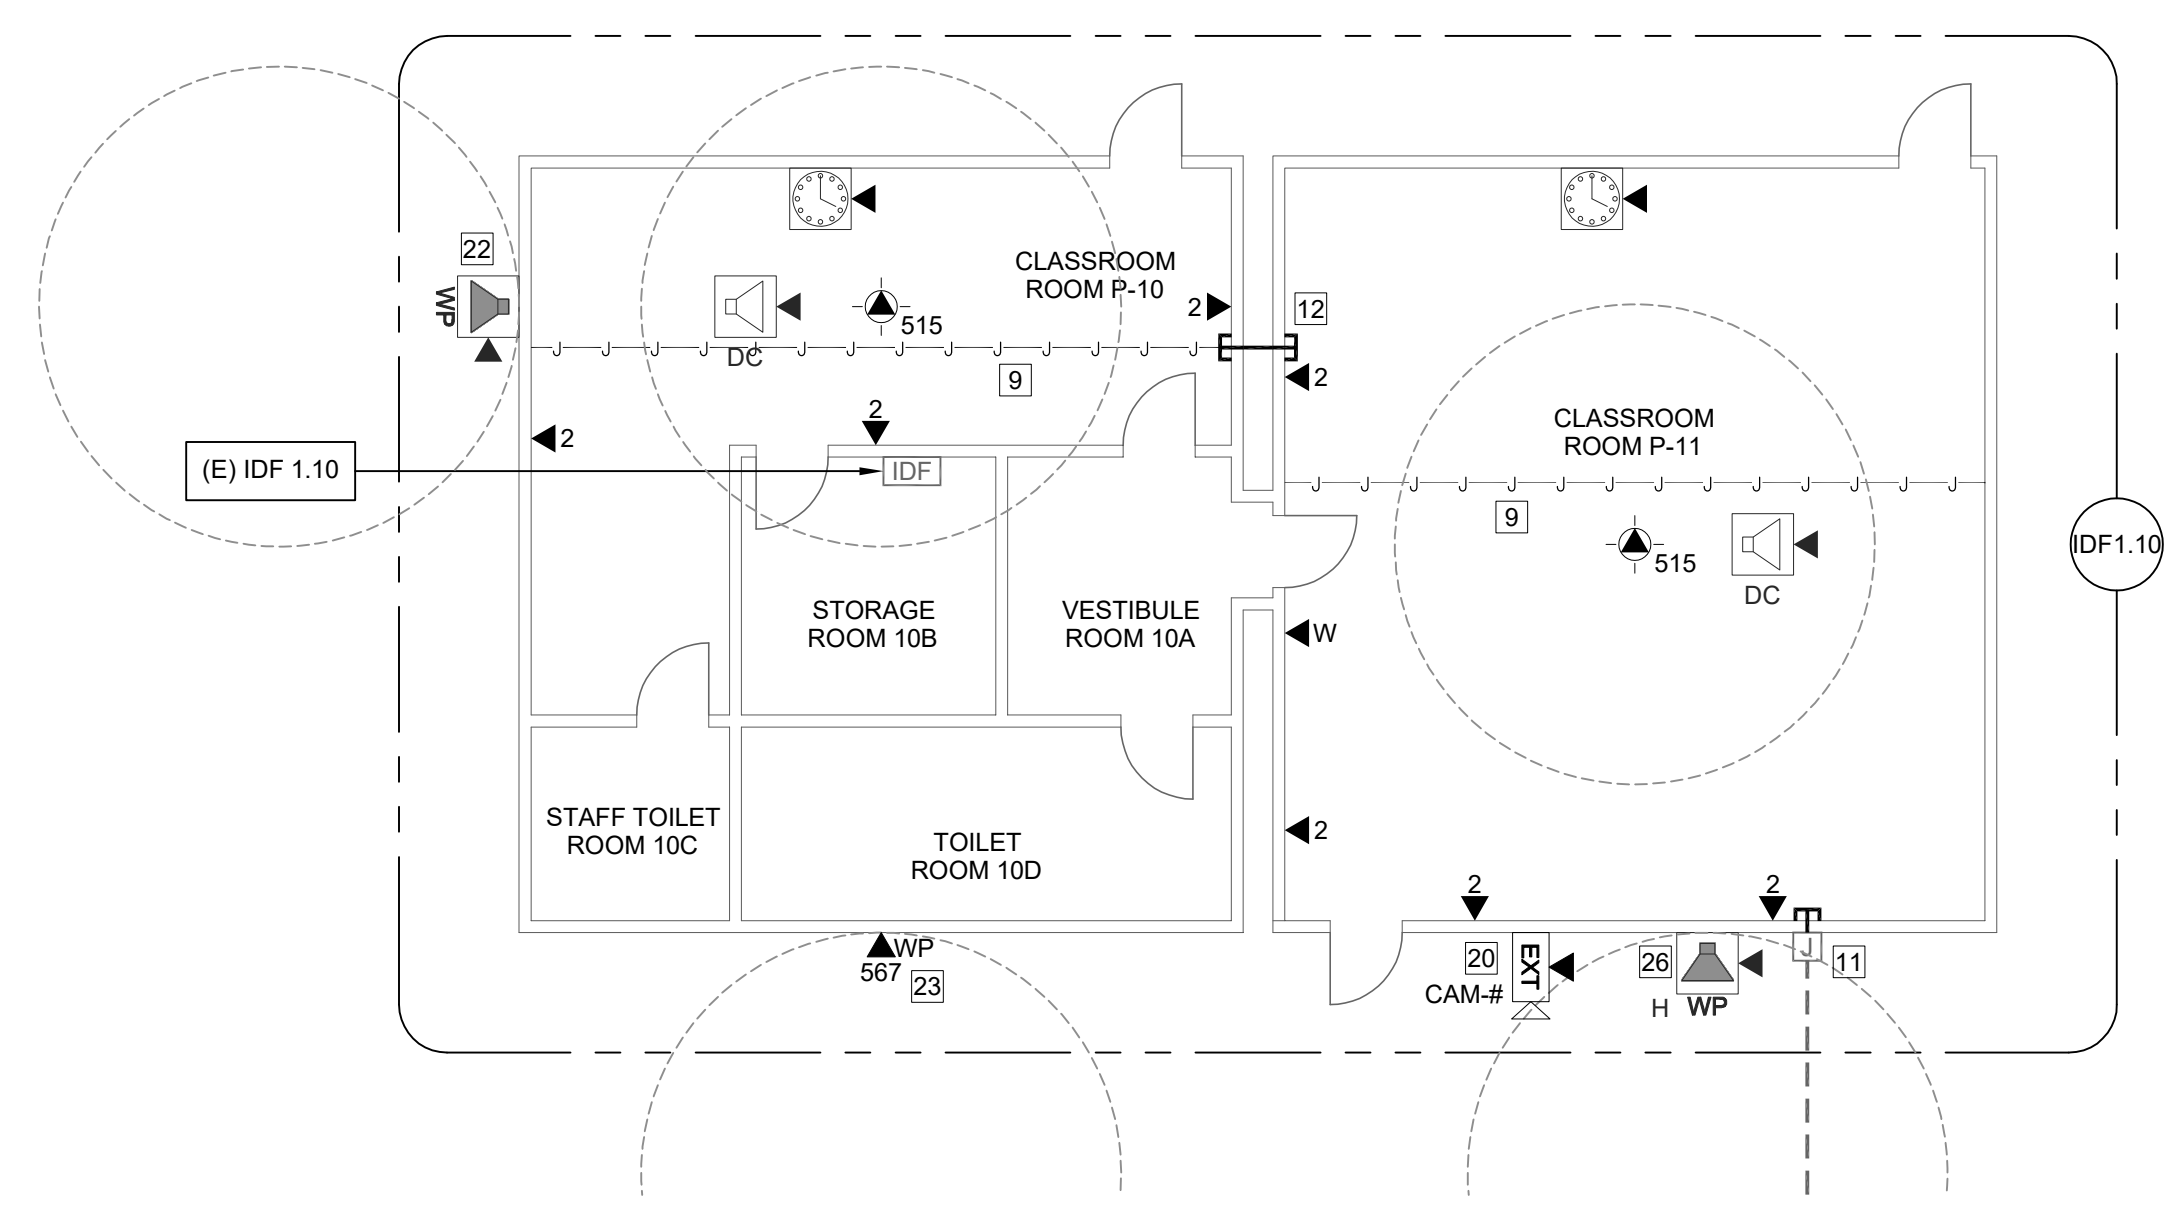 22
WP
CLASSROOM
ROOM P-10
2
12
515
DC
9
2
2
2
(E) IDF 1.10
IDF
CLASSROOM
ROOM P-11
9
515
DC
IDF1.10
STORAGE
ROOM 10B
VESTIBULE
ROOM 10A
W
STAFF TOILET
ROOM 10C
TOILET
ROOM 10D
2
2
2
WP
567
23
20
CAM-#
EXT
26
H
WP
J
11
J J J J J J J J J J J J J J
J J J J J J J J J J J J J J